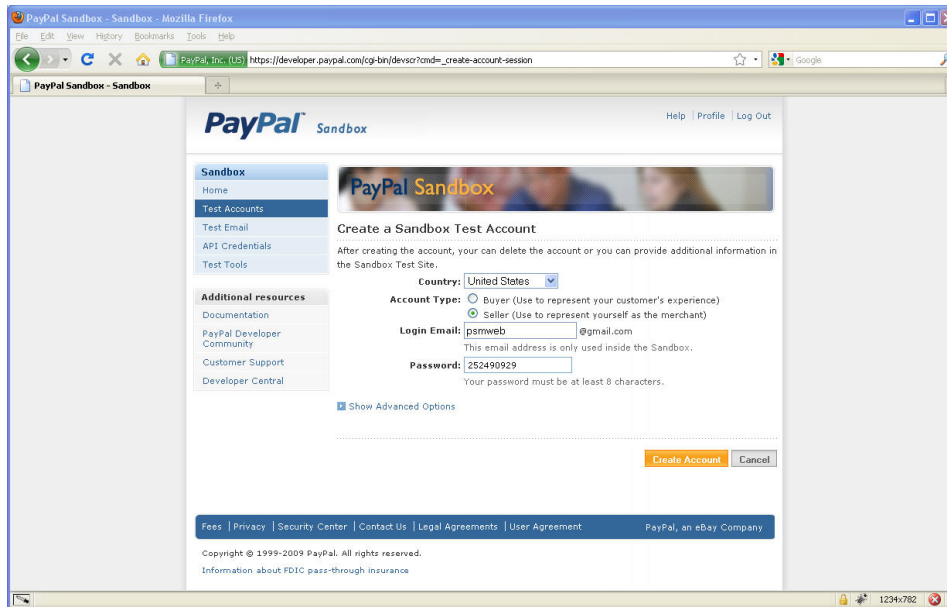 PayPal Sandbox - Sandbox - Mozilla Firefox
File Edit View History Bookmarks Tools Help
PayPal, Inc. (US) https://developer.paypal.com/cgi-bin/devscr?cmd=_create-account-session
Google
PayPal Sandbox - Sandbox
PayPal Sandbox
Help | Profile | Log Out
Sandbox
Home
Test Accounts
Test Email
API Credentials
Test Tools
Additional resources
Documentation
PayPal Developer
Community
Customer Support
Developer Central
PayPal Sandbox
Create a Sandbox Test Account
After creating the account, your can delete the account or you can provide additional information in
the Sandbox Test Site.
Country: United States
Account Type: Buyer (Use to represent your customer's experience)
Seller (Use to represent yourself as the merchant)
Login Email: psmweb @gmail.com
This email address is only used inside the Sandbox.
Password: 252490929
Your password must be at least 8 characters.
Show Advanced Options
Create Account Cancel
Fees | Privacy | Security Center | Contact Us | Legal Agreements | User Agreement PayPal, an eBay Company
Copyright © 1999-2009 PayPal. All rights reserved.
Information about FDIC pass-through insurance
1234x782